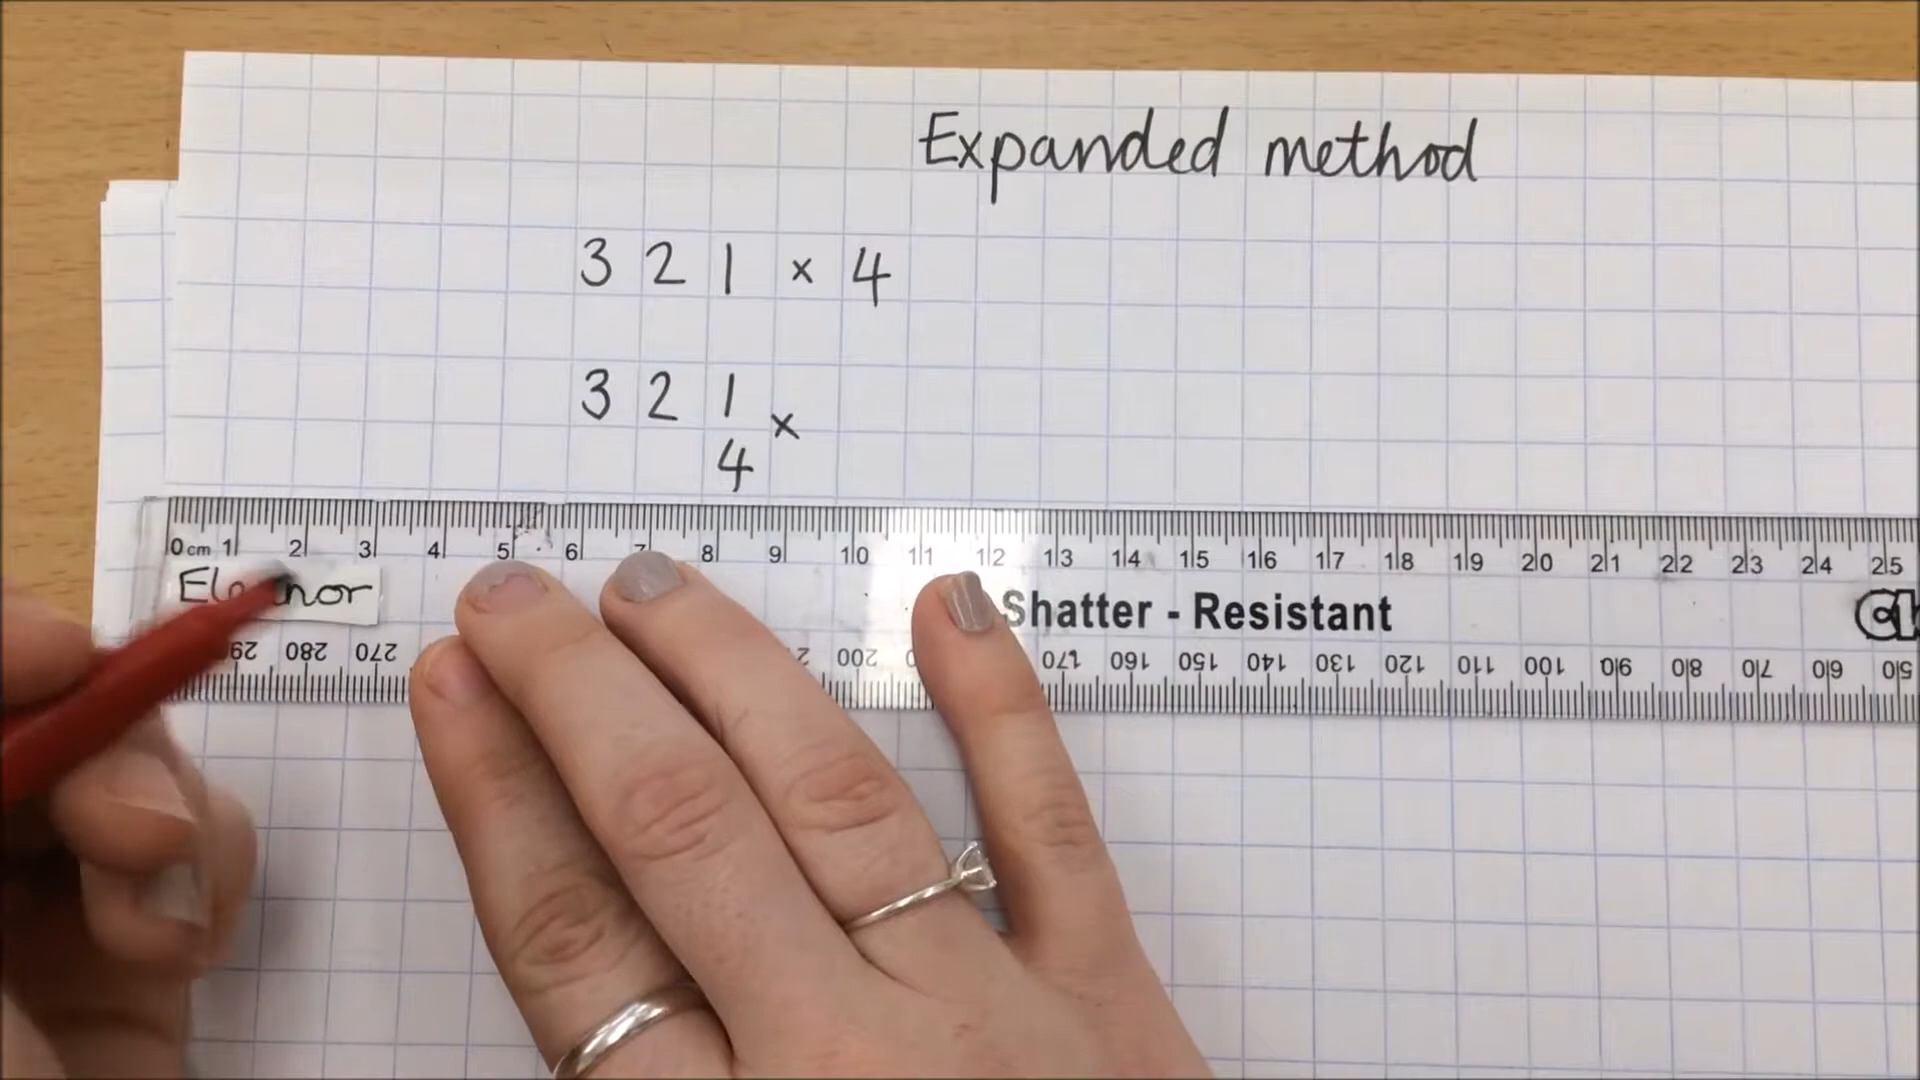 Expanded method
3 2 1 × 4
3 2 1 ×
4
0 cm 1 2 3 4 5 6 7 8 9 10 11 12 13 14 15 16 17 18 19 20 21 22 23 24 25
Shatter - Resistant
280 270 200 170 160 150 140 130 120 110 100 90 80 70 60 50